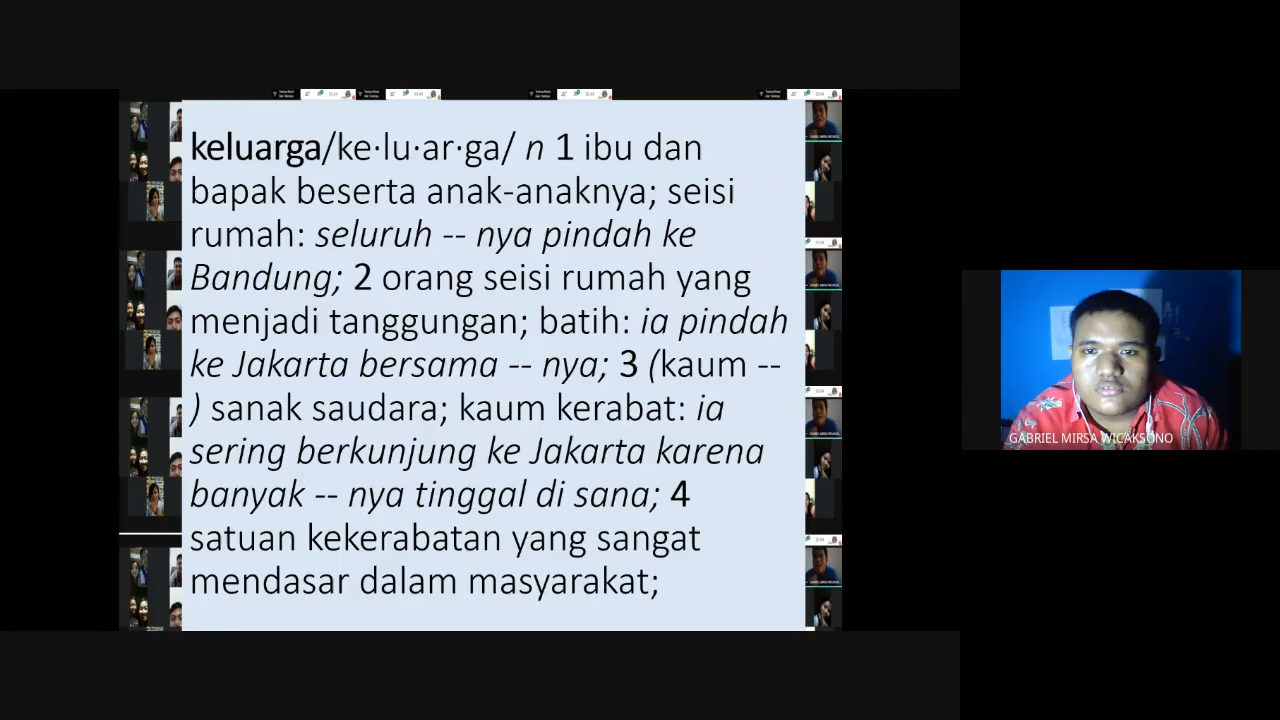 keluarga/ke·lu·ar·ga/ n 1 ibu dan
bapak beserta anak-anaknya; seisi
rumah: seluruh -- nya pindah ke
Bandung; 2 orang seisi rumah yang
menjadi tanggungan; batih: ia pindah
ke Jakarta bersama -- nya; 3 (kaum --
) sanak saudara; kaum kerabat: ia
sering berkunjung ke Jakarta karena
banyak -- nya tinggal di sana; 4
satuan kekerabatan yang sangat
mendasar dalam masyarakat;
GABRIEL MIRSA WICAKSONO